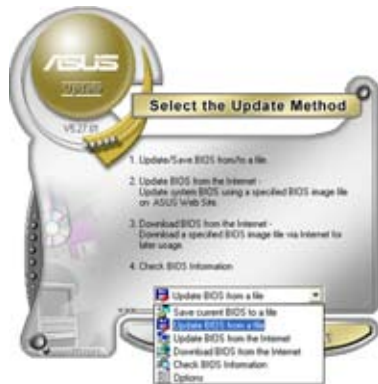 ASUS
Update
V5.27.01
Select the Update Method
1. Update/Save BIOS from/to a file.
2. Update BIOS from the Internet -
Update system BIOS using a specified BIOS image file
on ASUS Web Site.
3. Download BIOS from the Internet -
Download a specified BIOS image file via Internet for
later usage.
4. Check BIOS Information
Update BIOS from a file
Save current BIOS to a file
Update BIOS from a file
Update BIOS from the Internet
Download BIOS from the Internet
Check BIOS Information
Options